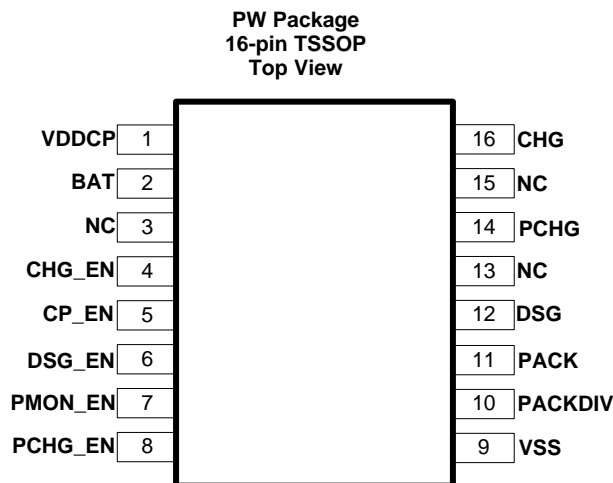 PW Package
16-pin TSSOP
Top View
VDDCP 1 16 CHG
BAT 2 15 NC
NC 3 14 PCHG
CHG_EN 4 13 NC
CP_EN 5 12 DSG
DSG_EN 6 11 PACK
PMON_EN 7 10 PACKDIV
PCHG_EN 8 9 VSS